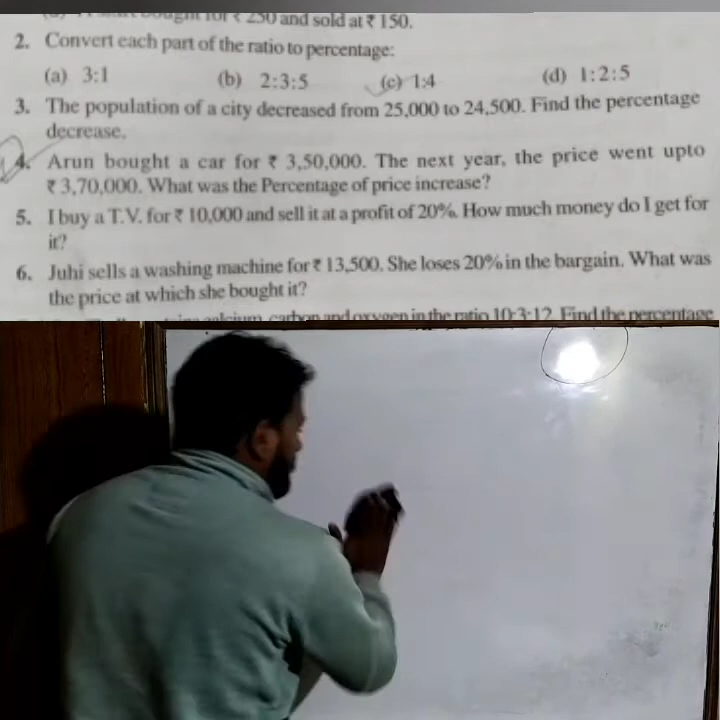 bought for ₹ 250 and sold at ₹ 150.
2. Convert each part of the ratio to percentage:
(a) 3:1 (b) 2:3:5 (c) 1:4 (d) 1:2:5
3. The population of a city decreased from 25,000 to 24,500. Find the percentage
decrease.
4. Arun bought a car for ₹ 3,50,000. The next year, the price went upto
₹ 3,70,000. What was the Percentage of price increase?
5. I buy a T.V. for ₹ 10,000 and sell it at a profit of 20%. How much money do I get for
it?
6. Juhi sells a washing machine for ₹ 13,500. She loses 20% in the bargain. What was
the price at which she bought it?
calcium, carbon and oxygen in the ratio 10:3:12. Find the percentage